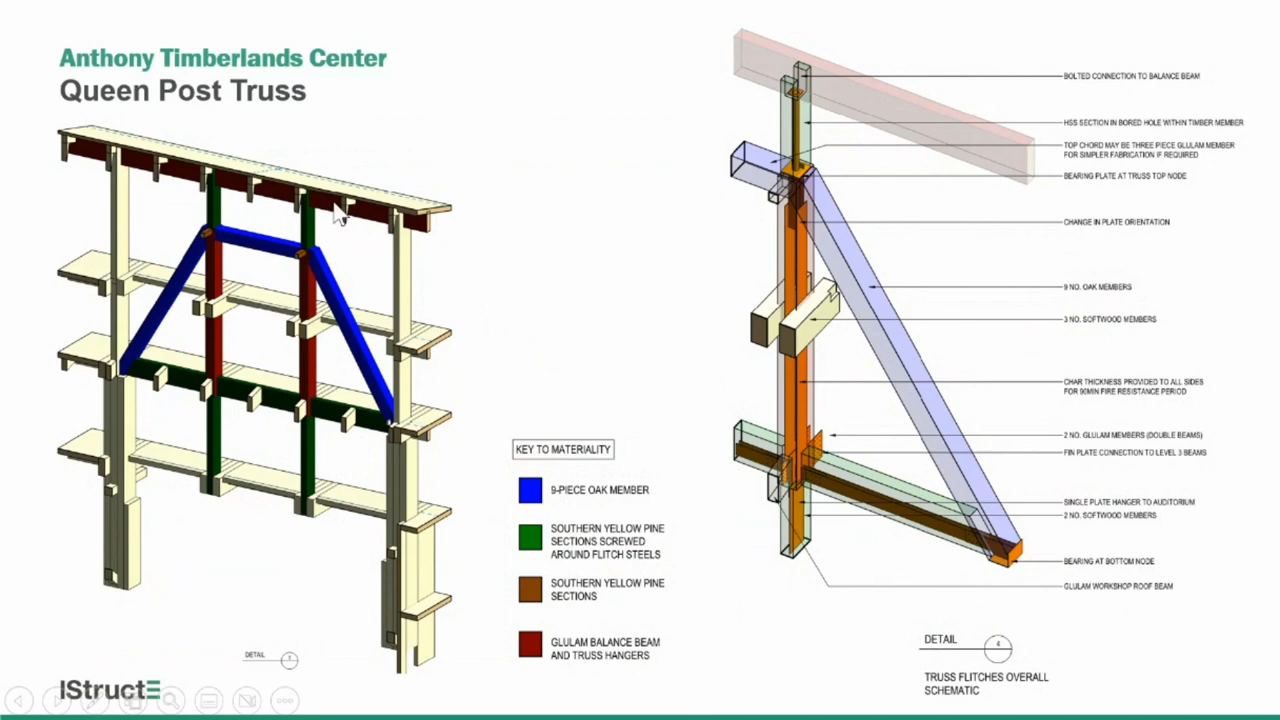 Anthony Timberlands Center
Queen Post Truss
KEY TO MATERIALITY
9-PIECE OAK MEMBER
SOUTHERN YELLOW PINE
SECTIONS SCREWED
AROUND FLITCH STEELS
SOUTHERN YELLOW PINE
SECTIONS
GLULAM BALANCE BEAM
AND TRUSS HANGERS
DETAIL
IStructE
BOLTED CONNECTION TO BALANCE BEAM
HSS SECTION IN BORED HOLE WITHIN TIMBER MEMBER
TOP CHORD MAY BE THREE PIECE GLULAM MEMBER
FOR SIMPLER FABRICATION IF REQUIRED
BEARING PLATE AT TRUSS TOP NODE
CHANGE IN PLATE ORIENTATION
9 NO. OAK MEMBERS
3 NO. SOFTWOOD MEMBERS
CHAR THICKNESS PROVIDED TO ALL SIDES
FOR 90MIN FIRE RESISTANCE PERIOD
2 NO. GLULAM MEMBERS (DOUBLE BEAMS)
FIN PLATE CONNECTION TO LEVEL 3 BEAMS
SINGLE PLATE HANGER TO AUDITORIUM
2 NO. SOFTWOOD MEMBERS
BEARING AT BOTTOM NODE
GLULAM WORKSHOP ROOF BEAM
DETAIL 4
TRUSS FLITCHES OVERALL
SCHEMATIC